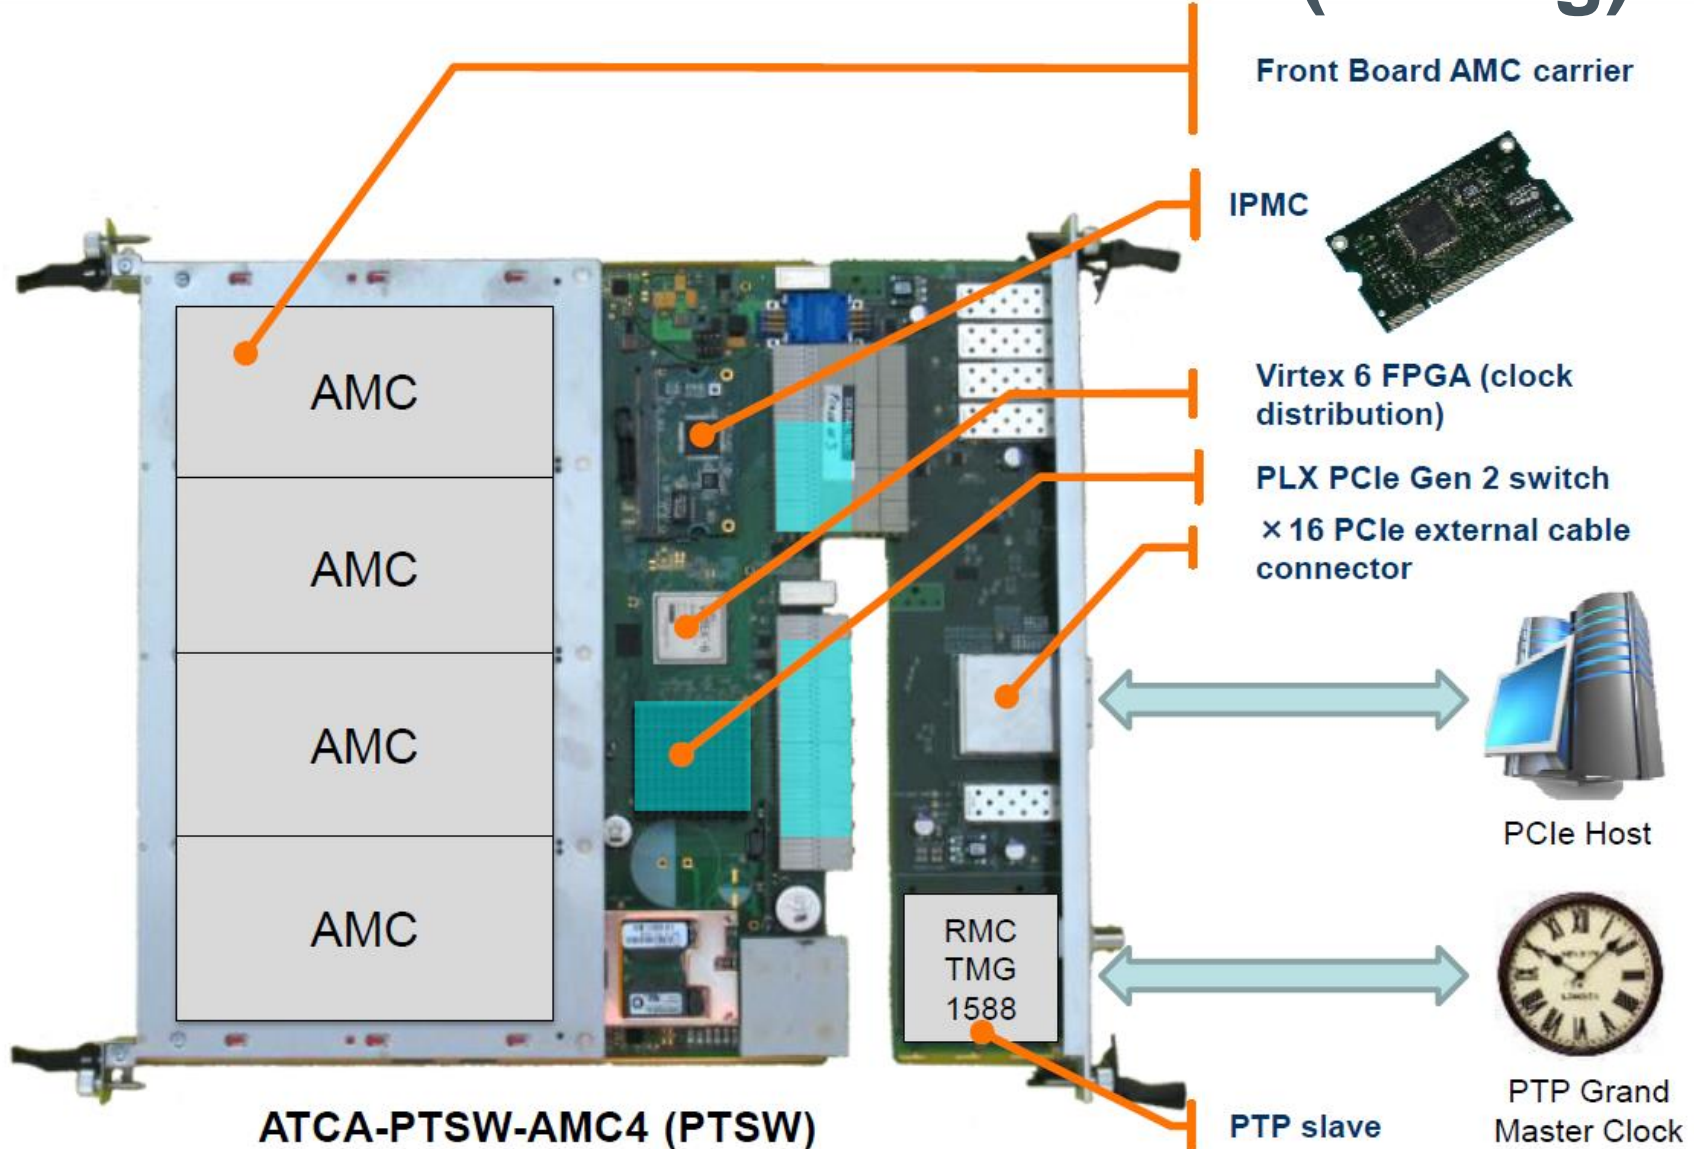 Front Board AMC carrier
IPMC
Virtex 6 FPGA (clock
distribution)
PLX PCIe Gen 2 switch
×16 PCIe external cable
connector
AMC
AMC
AMC
AMC
RMC
TMG
1588
PCIe Host
PTP Grand
Master Clock
PTP slave
ATCA-PTSW-AMC4 (PTSW)